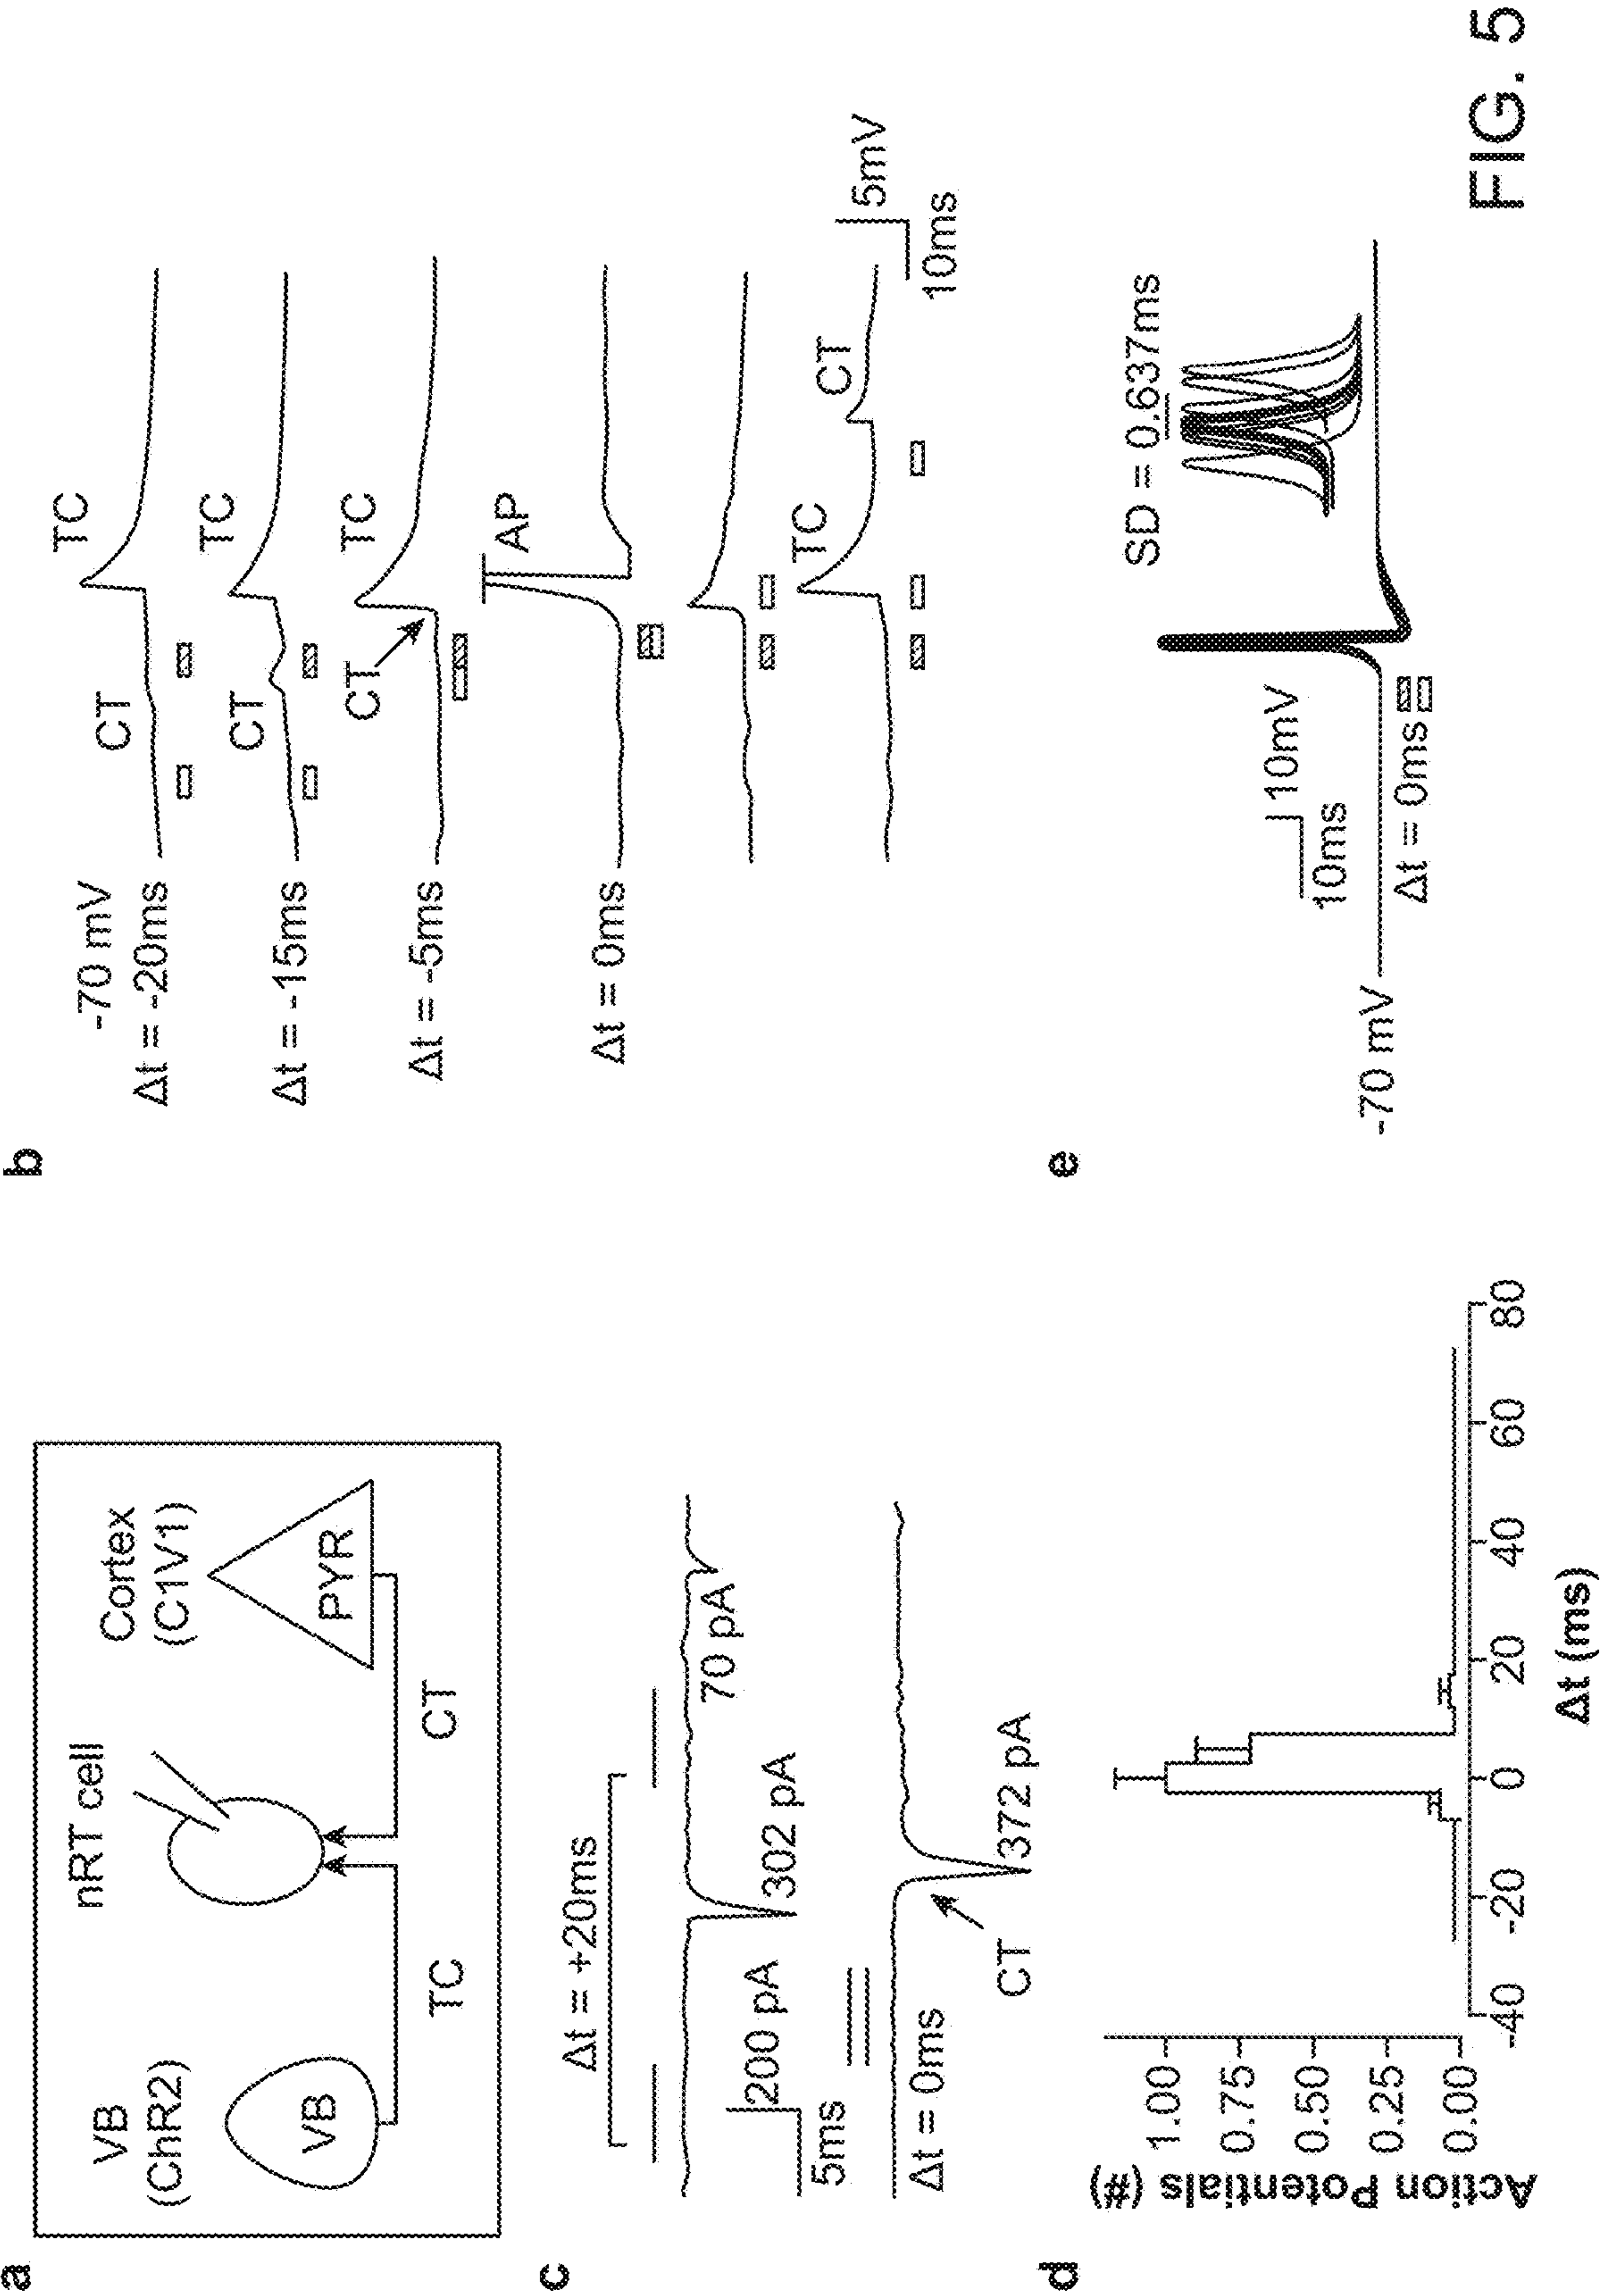 a
VB
(ChR2)
nRT cell
Cortex
(C1V1)
VB
PYR
TC
CT
b
-70 mV
Δt = -20ms
CT
TC
Δt = -15ms
CT
TC
Δt = -5ms
CT
TC
Δt = 0ms
AP
TC
CT
5mV
10ms
c
Δt = +20ms
200 pA
5ms
302 pA
70 pA
Δt = 0ms
CT
372 pA
d
Action Potentials (#)
1.00
0.75
0.50
0.25
0.00
-40
-20
0
20
40
60
80
Δt (ms)
e
SD = 0.637ms
10mV
10ms
-70 mV
Δt = 0ms
FIG. 5